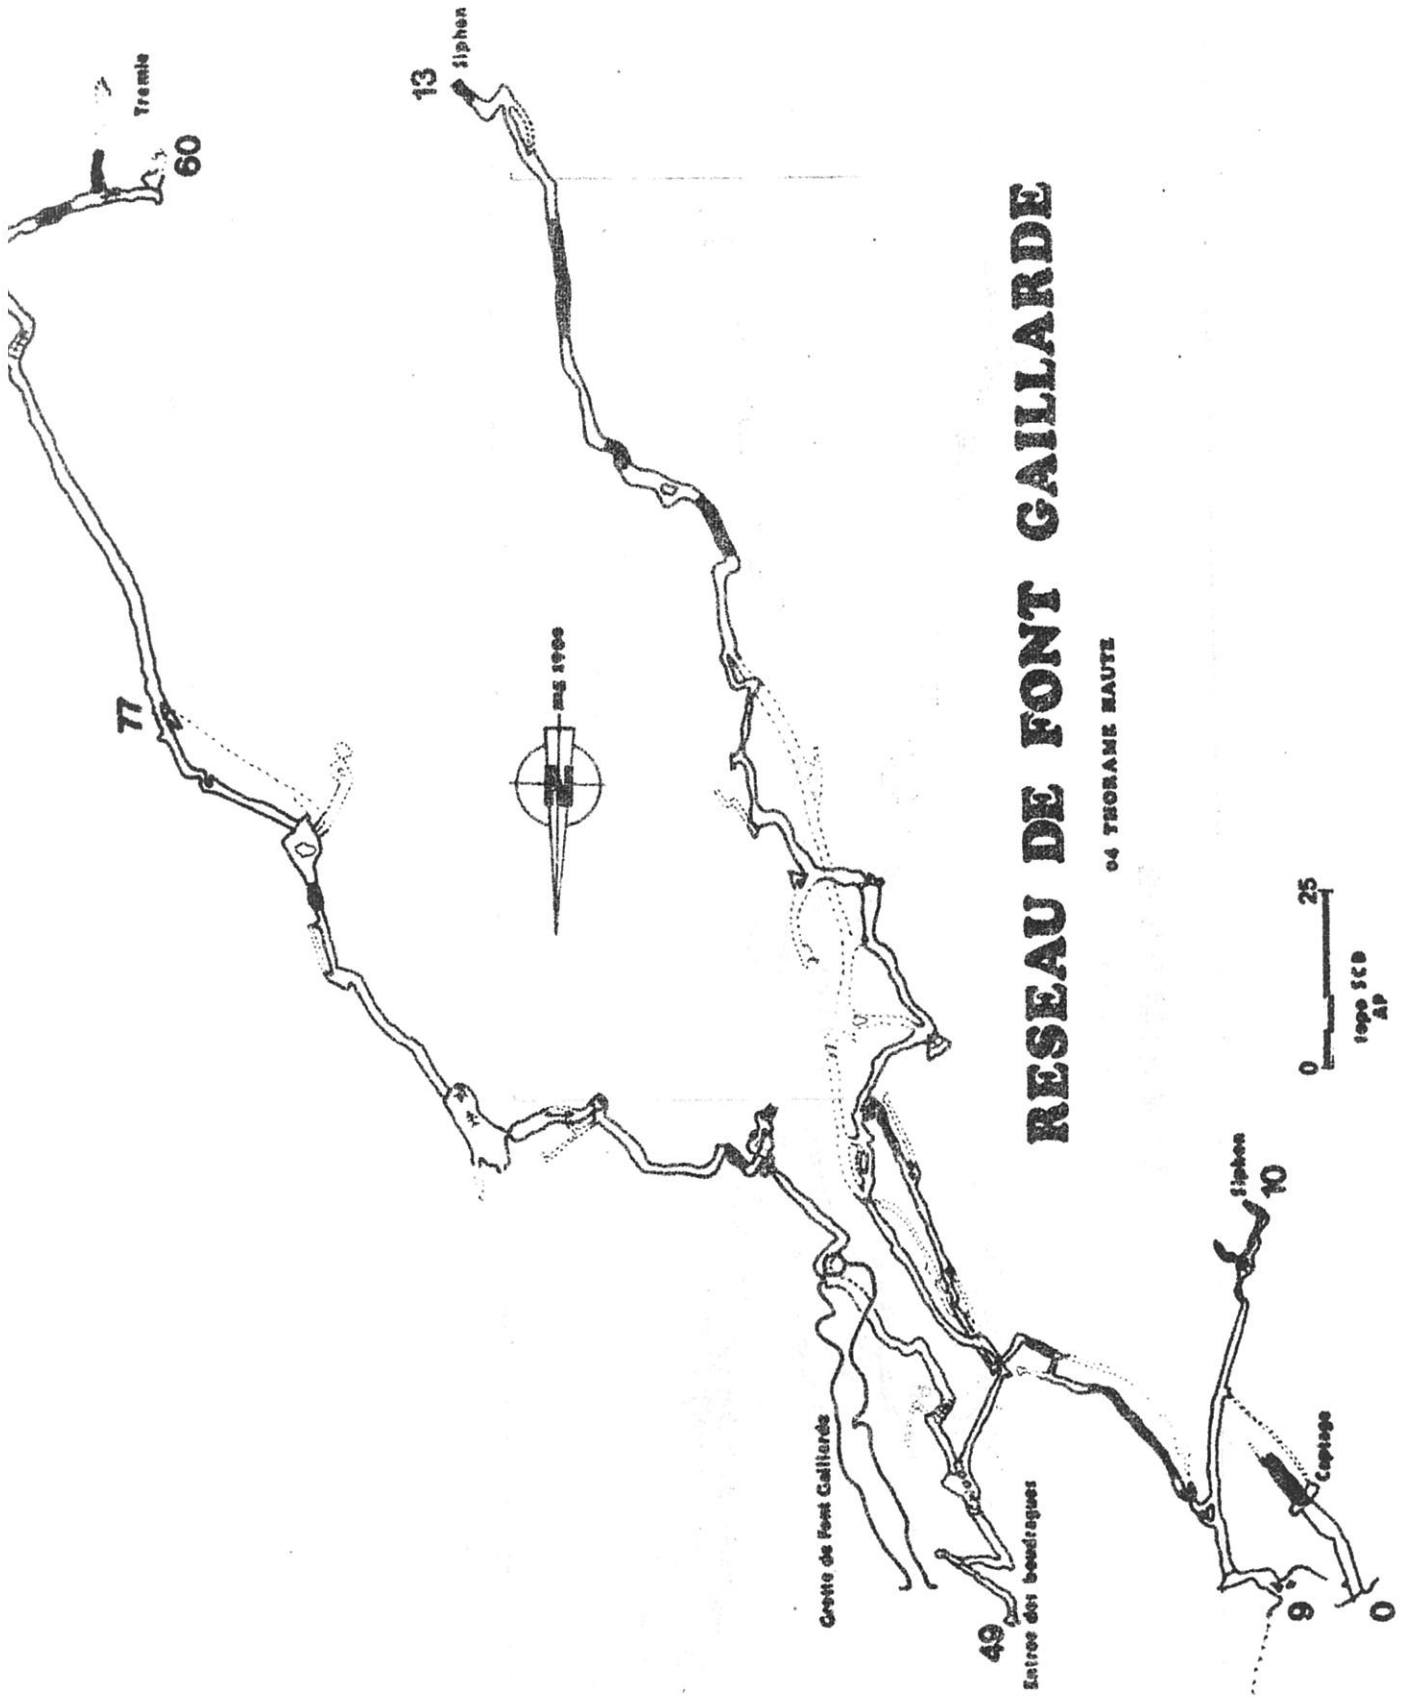 RESEAU DE FONT GAILLARDE
04 THORAME HAUTE
Tremie
60
13
Siphon
77
Grotte de Font Gaillarde
49
Entree des boudragues
Siphon
10
Captage
9
0
0 25
topo SCD
AP